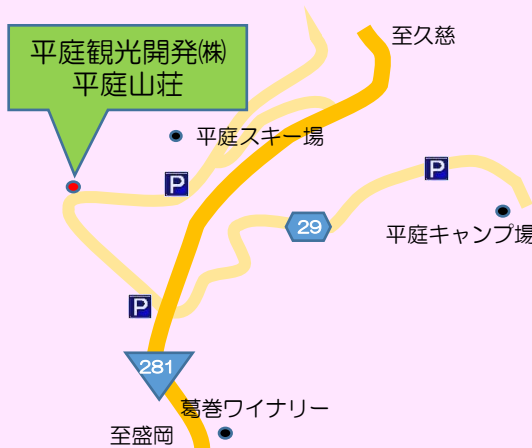 平庭観光開発㈱
平庭山荘
至久慈
平庭スキー場
P
P
29
平庭キャンプ場
P
281
葛巻ワイナリー
至盛岡